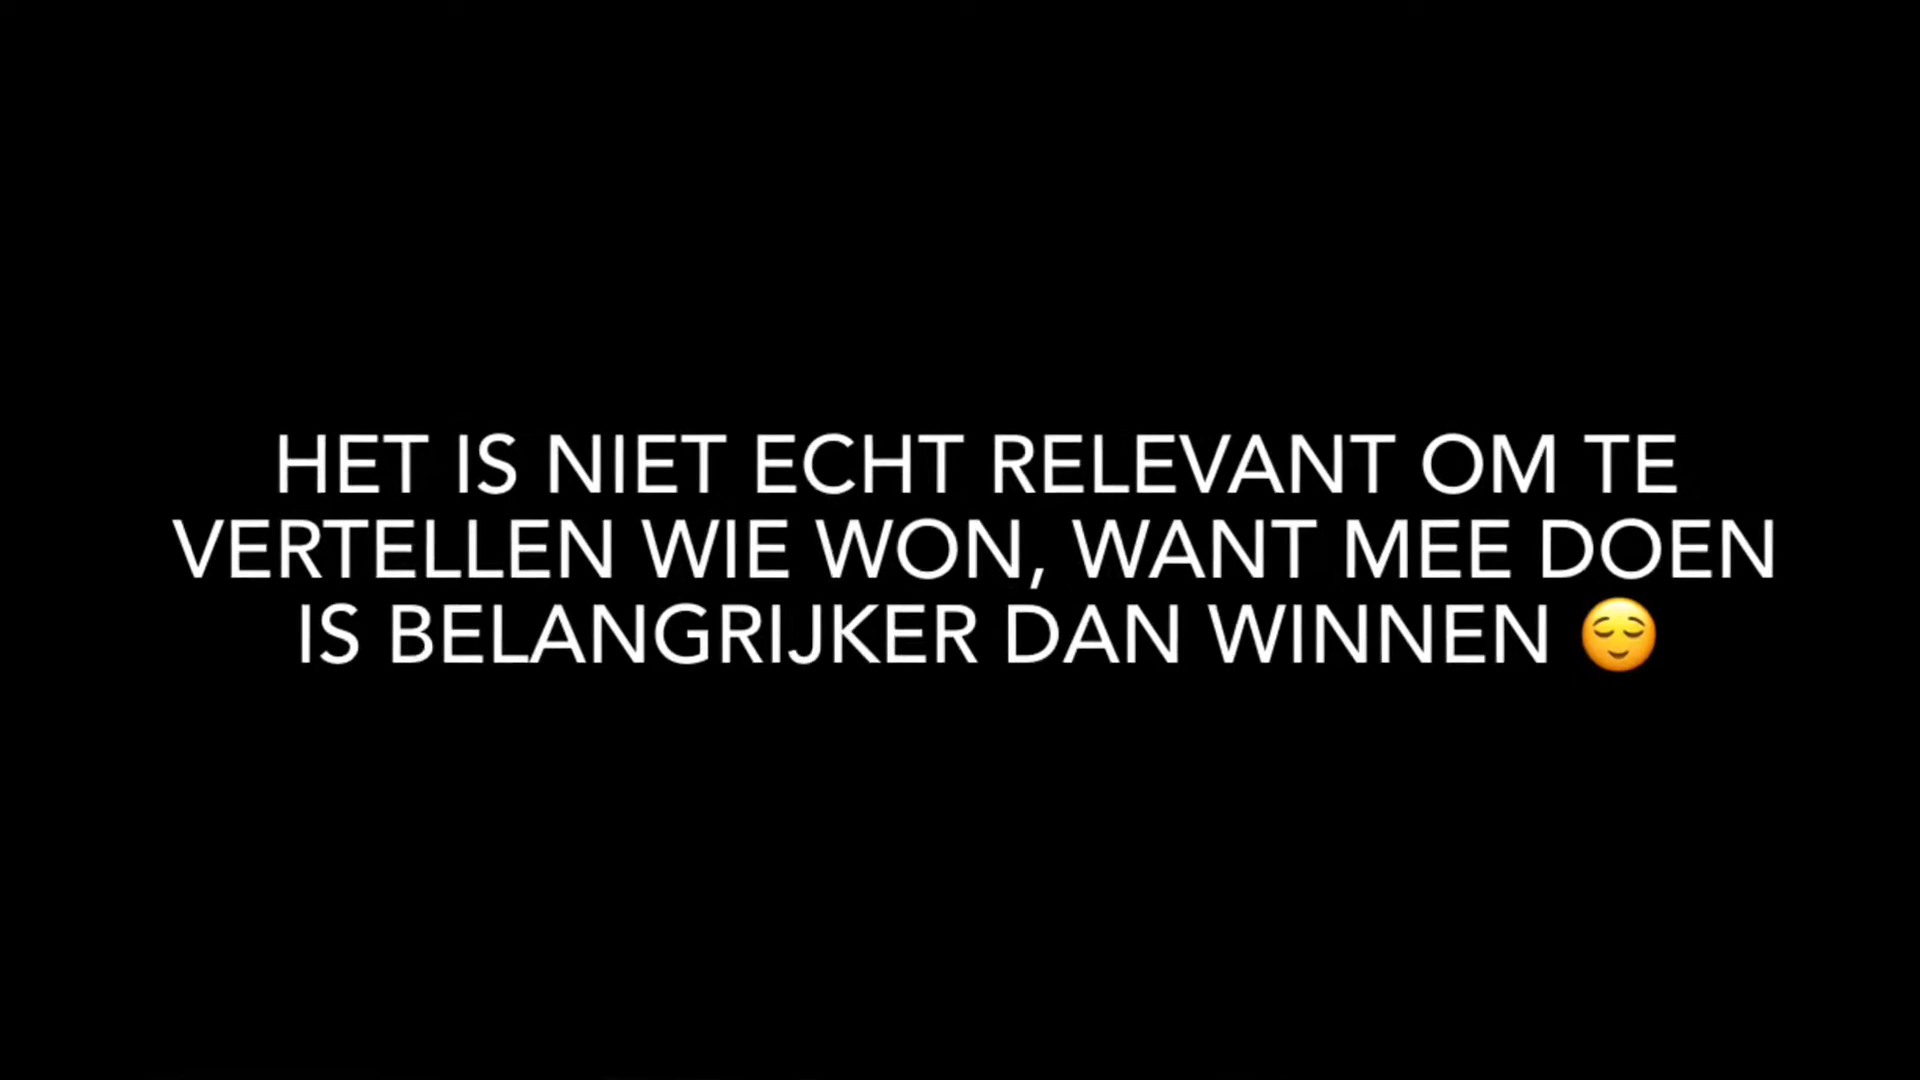 HET IS NIET ECHT RELEVANT OM TE
VERTELLEN WIE WON, WANT MEE DOEN
IS BELANGRIJKER DAN WINNEN 😌